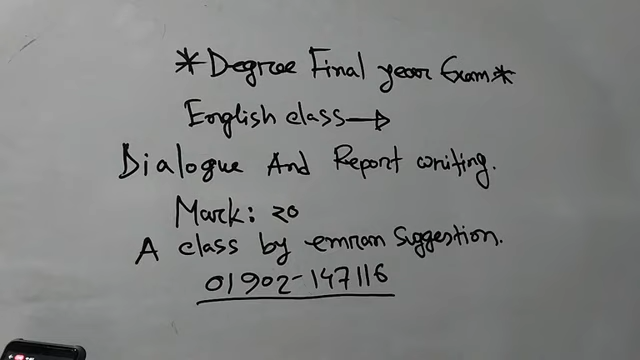 *Degree Final year Exam*
English class→
Dialogue And Report writing.
Mark: 20
A class by emran Suggestion.
01902-147116